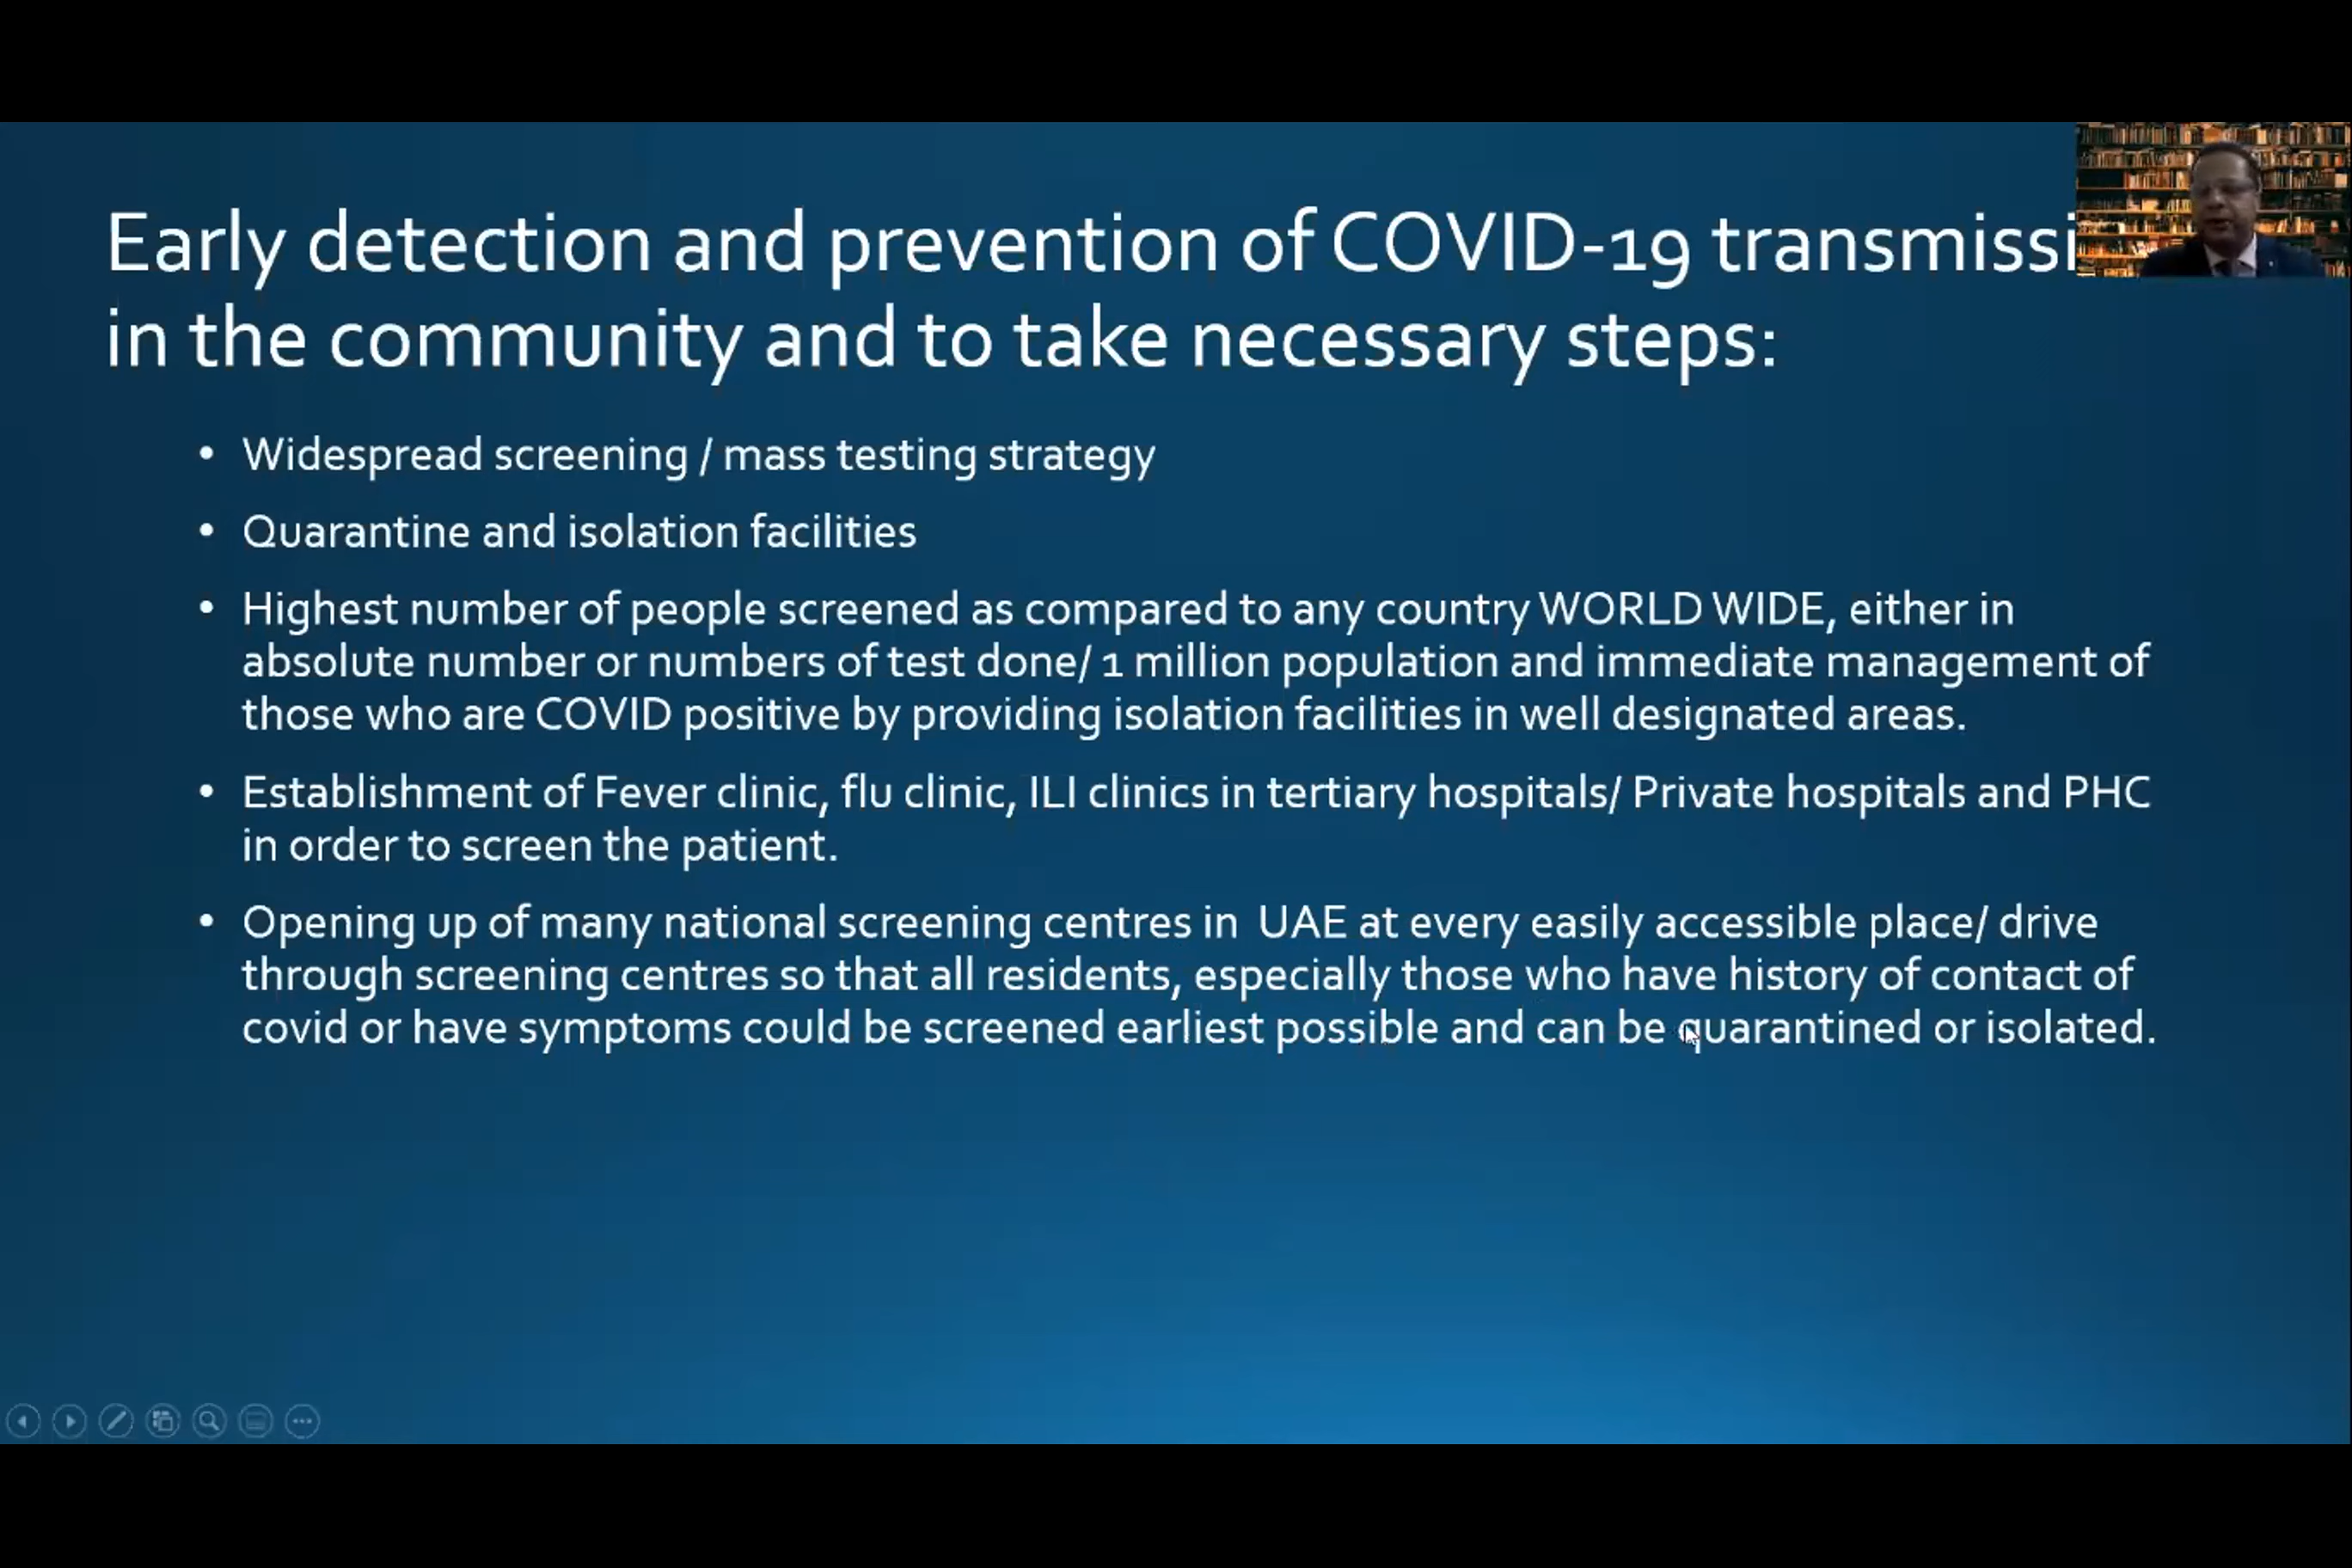 Early detection and prevention of COVID-19 transmissi
in the community and to take necessary steps:
• Widespread screening / mass testing strategy
• Quarantine and isolation facilities
• Highest number of people screened as compared to any country WORLD WIDE, either in
absolute number or numbers of test done/ 1 million population and immediate management of
those who are COVID positive by providing isolation facilities in well designated areas.
• Establishment of Fever clinic, flu clinic, ILI clinics in tertiary hospitals/ Private hospitals and PHC
in order to screen the patient.
• Opening up of many national screening centres in  UAE at every easily accessible place/ drive
through screening centres so that all residents, especially those who have history of contact of
covid or have symptoms could be screened earliest possible and can be quarantined or isolated.